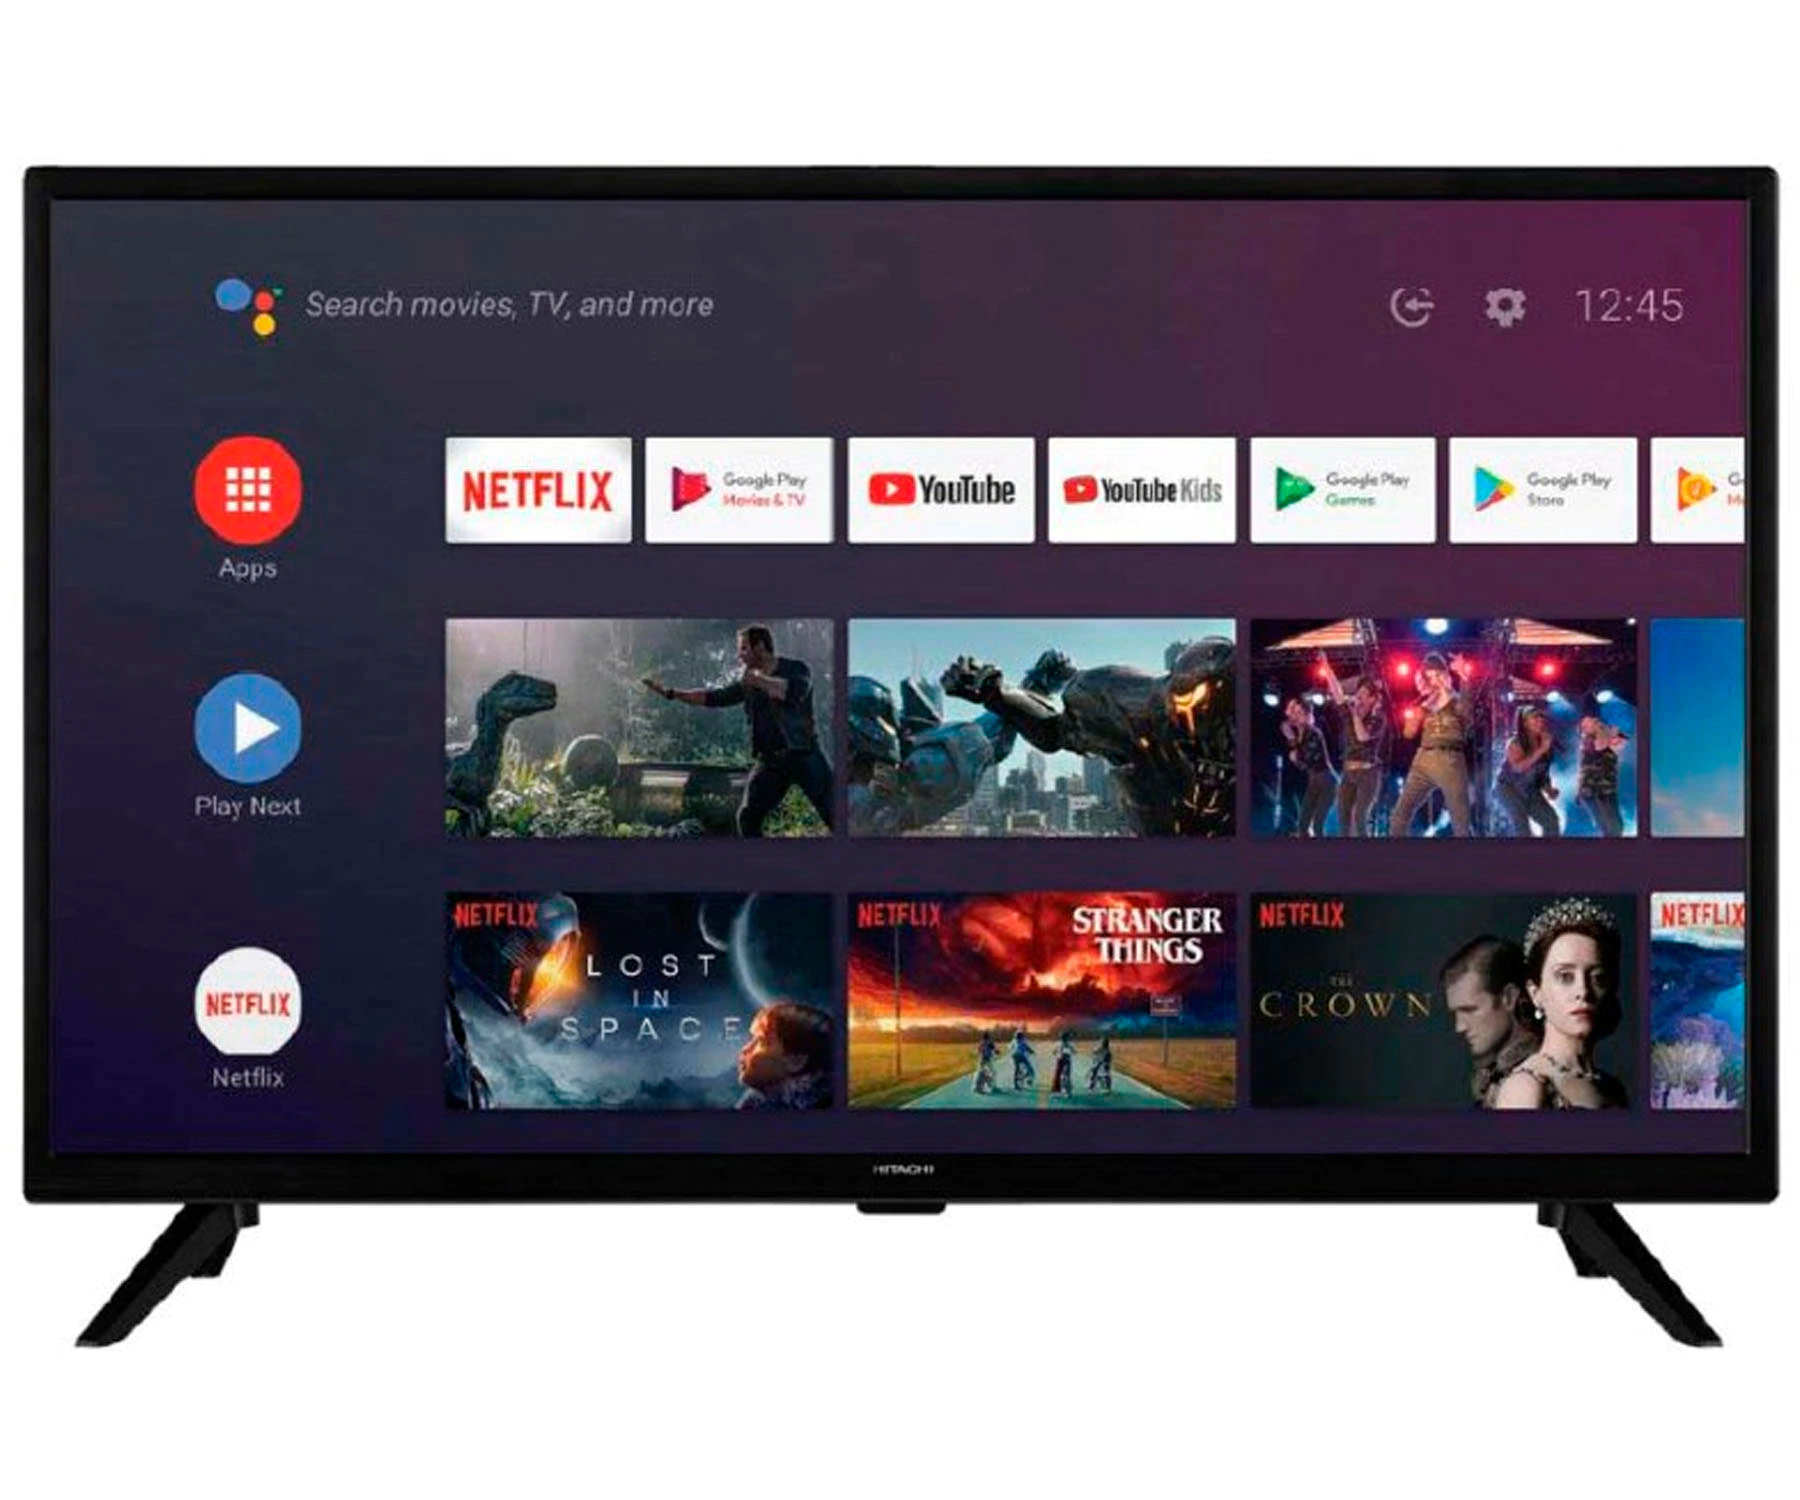 Search movies, TV, and more
12:45
Apps
NETFLIX
Google Play
Movies & TV
YouTube
YouTube Kids
Google Play
Games
Google Play
Store
Play Next
NETFLIX
Netflix
NETFLIX
LOST
IN
SPACE
NETFLIX
STRANGER
THINGS
NETFLIX
THE
CROWN
NETFLIX
HITACHI